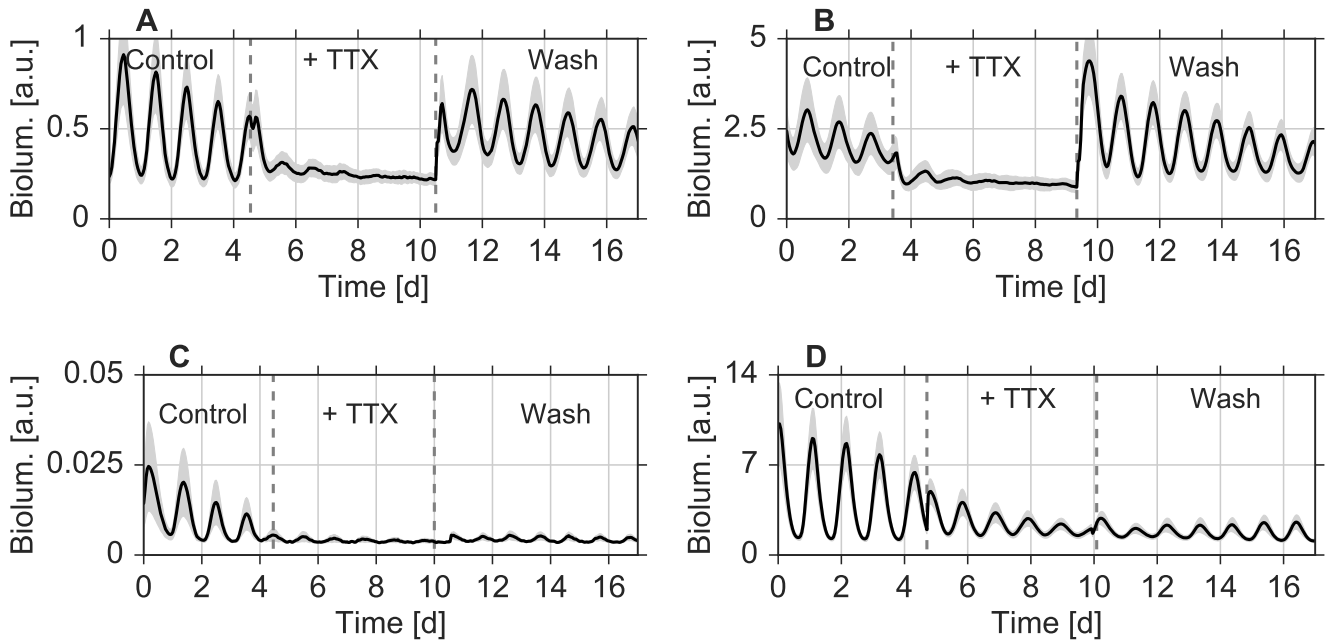 A
Biolum. [a.u.]
1
0.5
0
Control
+ TTX
Wash
0 2 4 6 8 10 12 14 16
Time [d]
B
Biolum. [a.u.]
5
2.5
0
Control
+ TTX
Wash
0 2 4 6 8 10 12 14 16
Time [d]
C
Biolum. [a.u.]
0.05
0.025
0
Control
+ TTX
Wash
0 2 4 6 8 10 12 14 16
Time [d]
D
Biolum. [a.u.]
14
7
0
Control
+ TTX
Wash
0 2 4 6 8 10 12 14 16
Time [d]